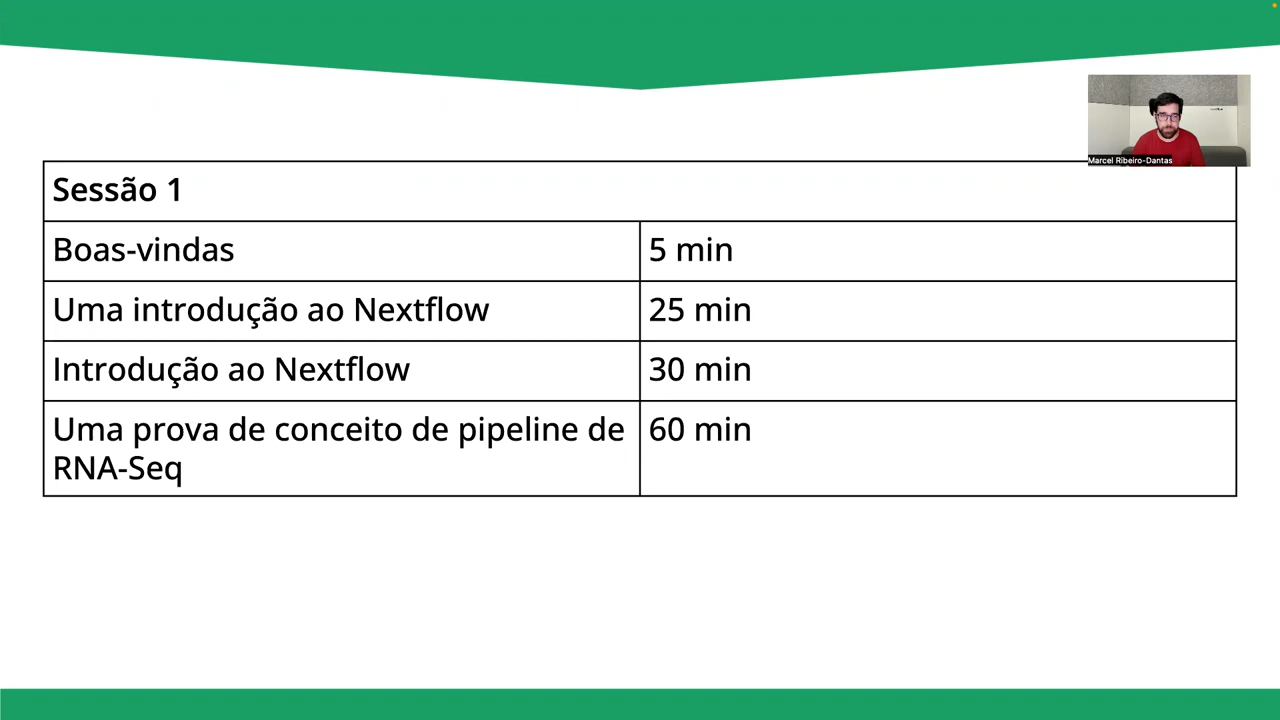 Marcel Ribeiro-Dantas
Sessão 1
Boas-vindas
5 min
Uma introdução ao Nextflow
25 min
Introdução ao Nextflow
30 min
Uma prova de conceito de pipeline de
RNA-Seq
60 min